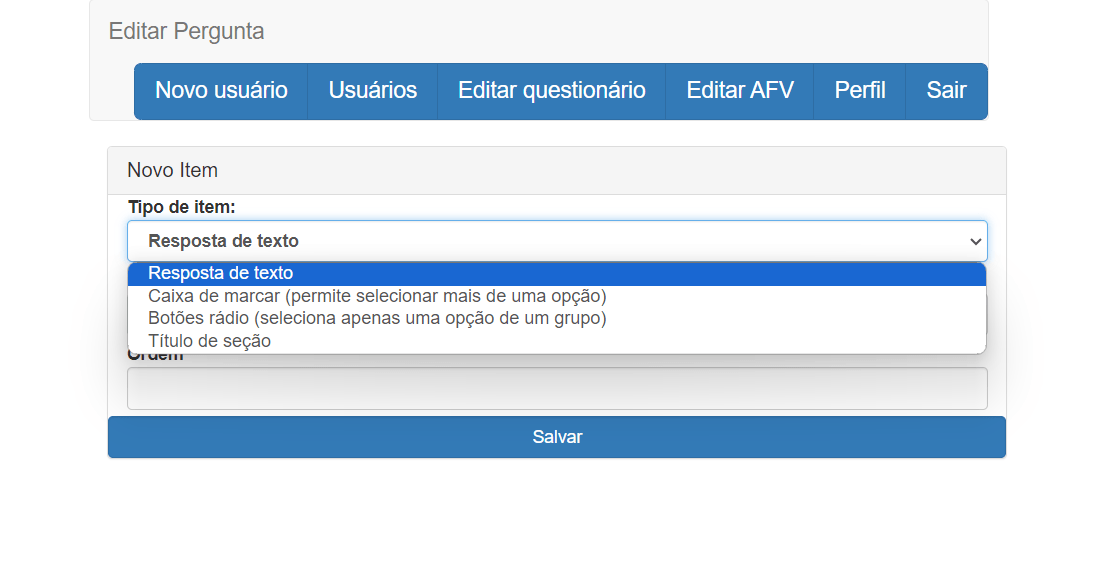 Editar Pergunta
Novo usuário Usuários Editar questionário Editar AFV Perfil Sair
Novo Item
Tipo de item:
Resposta de texto
Resposta de texto
Caixa de marcar (permite selecionar mais de uma opção)
Botões rádio (seleciona apenas uma opção de um grupo)
Título de seção
Ordem
Salvar